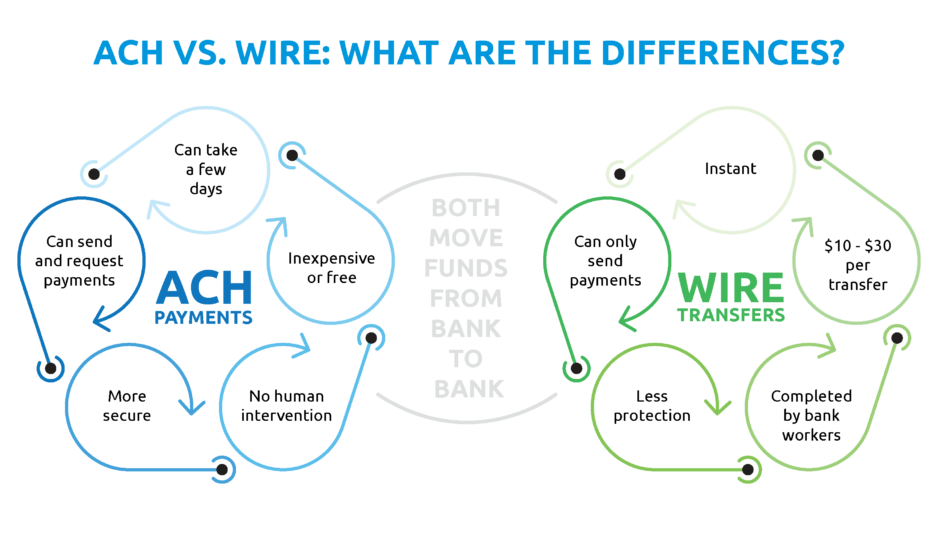 ACH VS. WIRE: WHAT ARE THE DIFFERENCES?
Can take
a few
days
Can send
and request
payments
ACH
PAYMENTS
Inexpensive
or free
More
secure
No human
intervention
BOTH
MOVE
FUNDS
FROM
BANK
TO
BANK
Instant
Can only
send
payments
WIRE
TRANSFERS
$10 - $30
per
transfer
Less
protection
Completed
by bank
workers